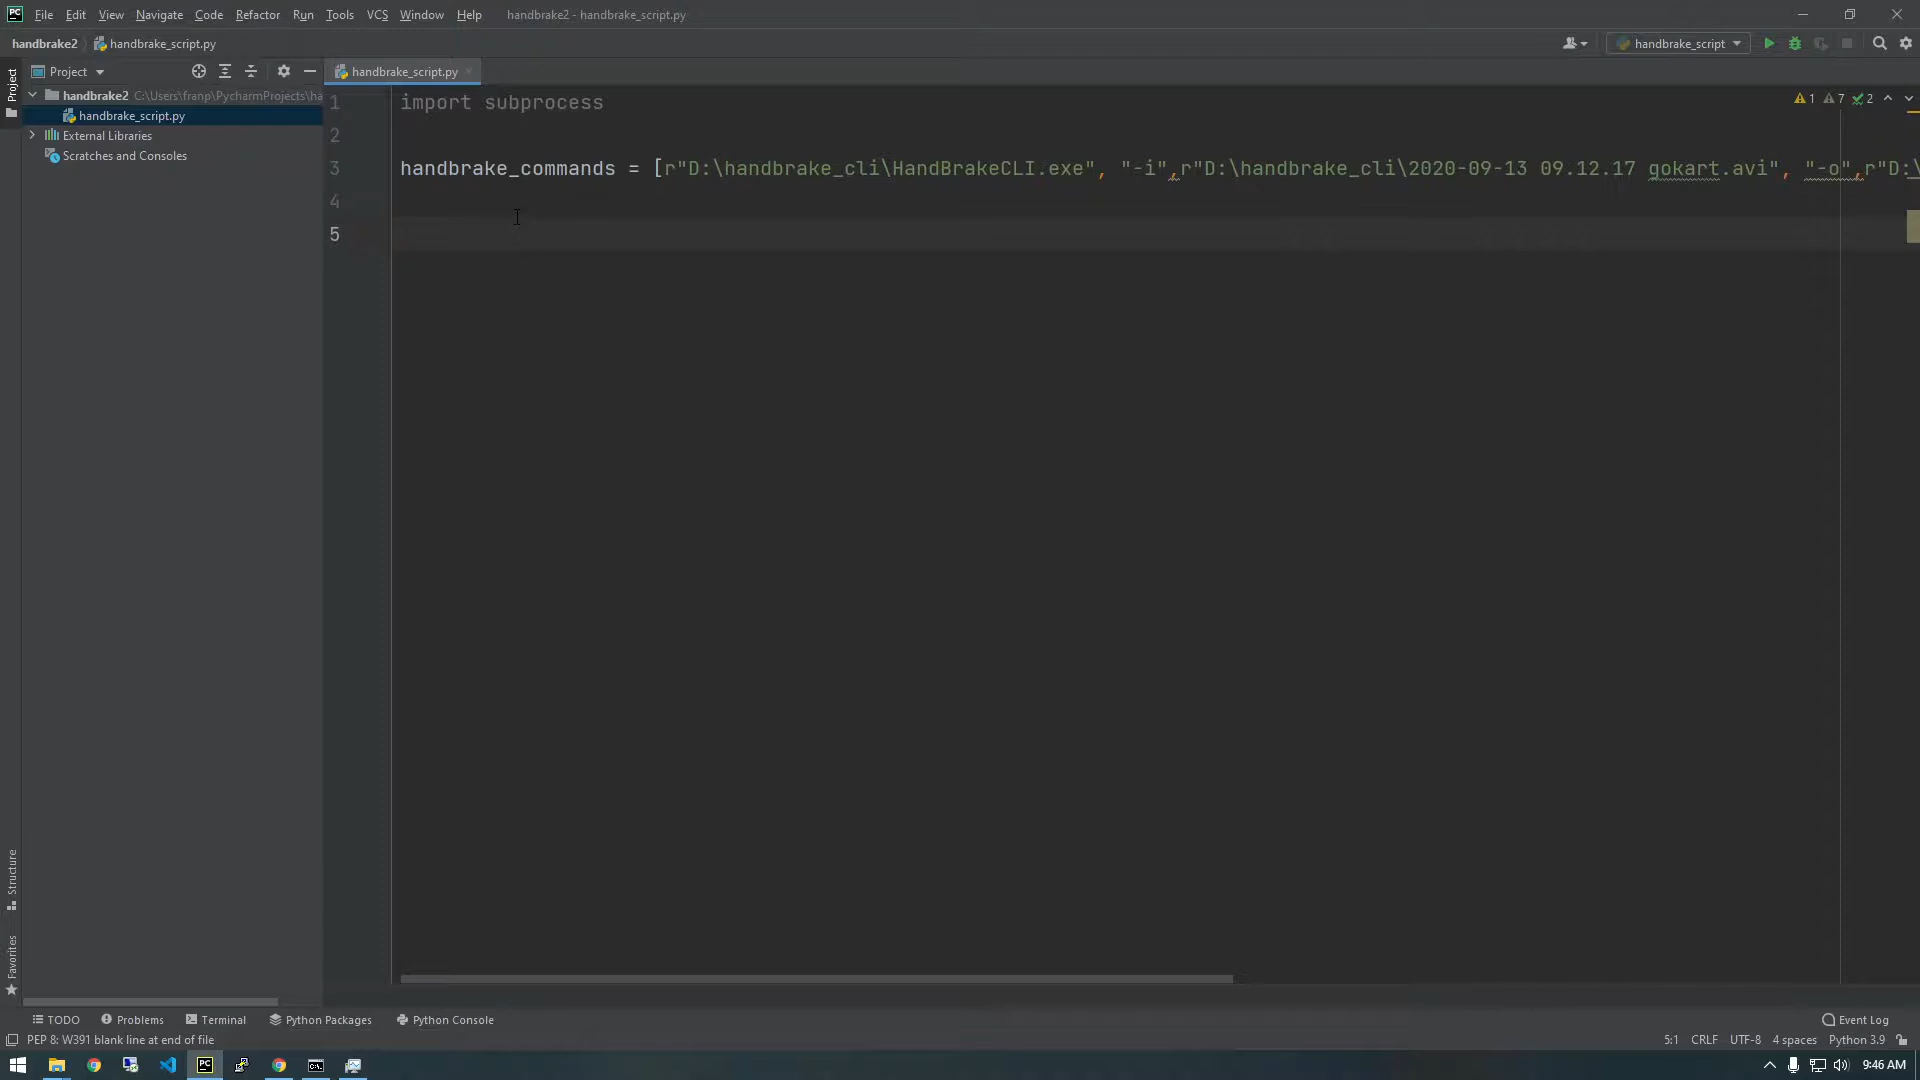 PC File Edit View Navigate Code Refactor Run Tools VCS Window Help handbrake2 - handbrake_script.py
handbrake2 handbrake_script.py handbrake_script
Project handbrake_script.py
Project
handbrake2 C:\Users\franp\PycharmProjects\ha
handbrake_script.py
External Libraries
Scratches and Consoles
1 import subprocess
1 7 2
2
3 handbrake_commands = [r"D:\handbrake_cli\HandBrakeCLI.exe", "-i",r"D:\handbrake_cli\2020-09-13 09.12.17 gokart.avi", "-o",r"D:\
4
5
Structure
Favorites
TODO Problems Terminal Python Packages Python Console Event Log
PEP 8: W391 blank line at end of file 5:1 CRLF UTF-8 4 spaces Python 3.9
PC C:\. 9:46 AM